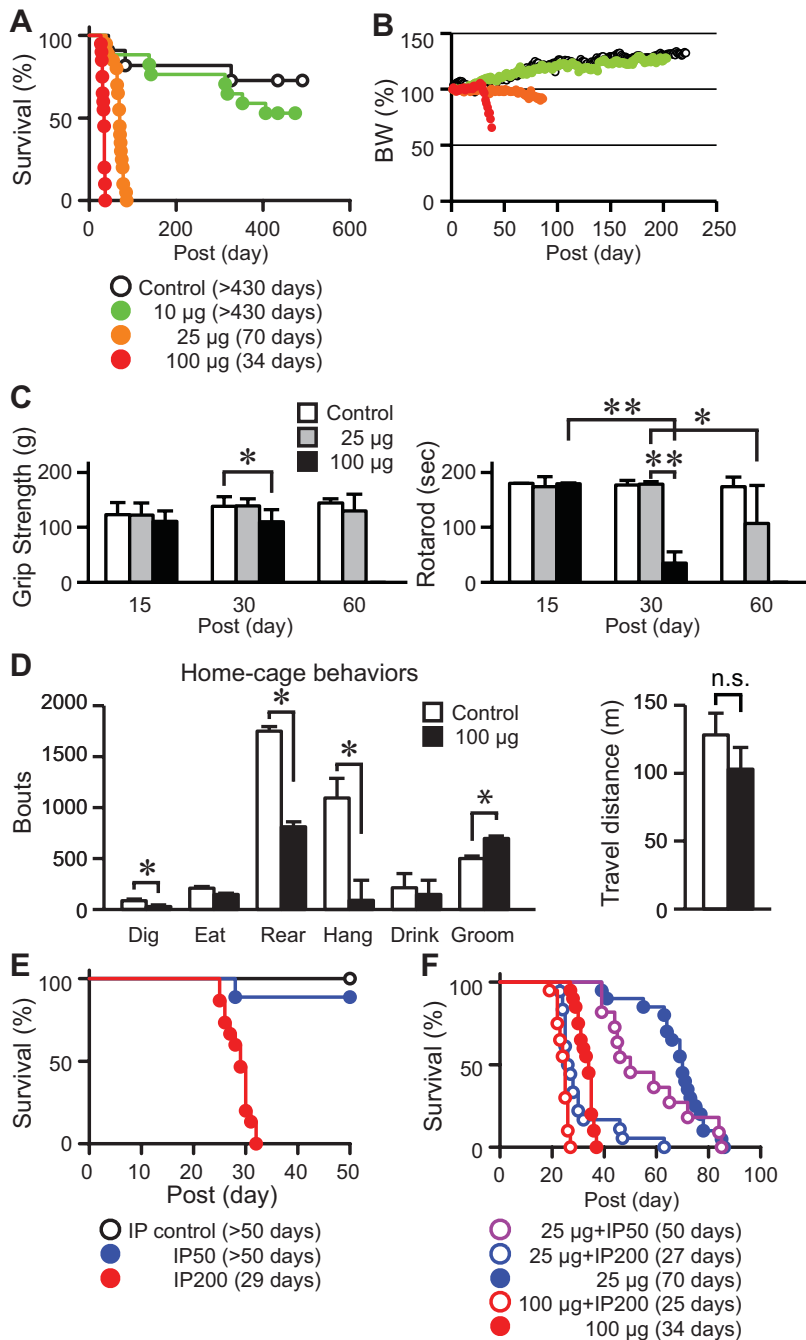 A
Survival (%)
100
50
0
0 200 400 600
Post (day)
Control (>430 days)
10 µg (>430 days)
25 µg (70 days)
100 µg (34 days)
B
BW (%)
150
100
50
0
0 50 100 150 200 250
Post (day)
C
Grip Strength (g)
200
100
0
15 30 60
Post (day)
*
Control
25 µg
100 µg
Rotarod (sec)
200
100
0
15 30 60
Post (day)
**
*
**
D
Home-cage behaviors
Bouts
2000
1500
1000
500
0
Dig Eat Rear Hang Drink Groom
* * * *
Control
100 µg
Travel distance (m)
150
100
50
0
n.s.
E
Survival (%)
100
50
0
0 20 30 40 50
Post (day)
IP control (>50 days)
IP50 (>50 days)
IP200 (29 days)
F
Survival (%)
100
50
0
0 20 40 60 80 100
Post (day)
25 µg+IP50 (50 days)
25 µg+IP200 (27 days)
25 µg (70 days)
100 µg+IP200 (25 days)
100 µg (34 days)